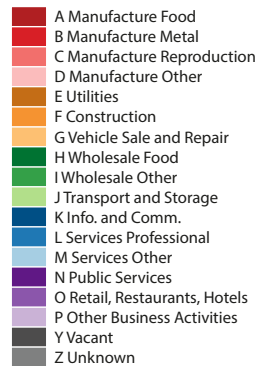 A Manufacture Food
B Manufacture Metal
C Manufacture Reproduction
D Manufacture Other
E Utilities
F Construction
G Vehicle Sale and Repair
H Wholesale Food
I Wholesale Other
J Transport and Storage
K Info. and Comm.
L Services Professional
M Services Other
N Public Services
O Retail, Restaurants, Hotels
P Other Business Activities
Y Vacant
Z Unknown